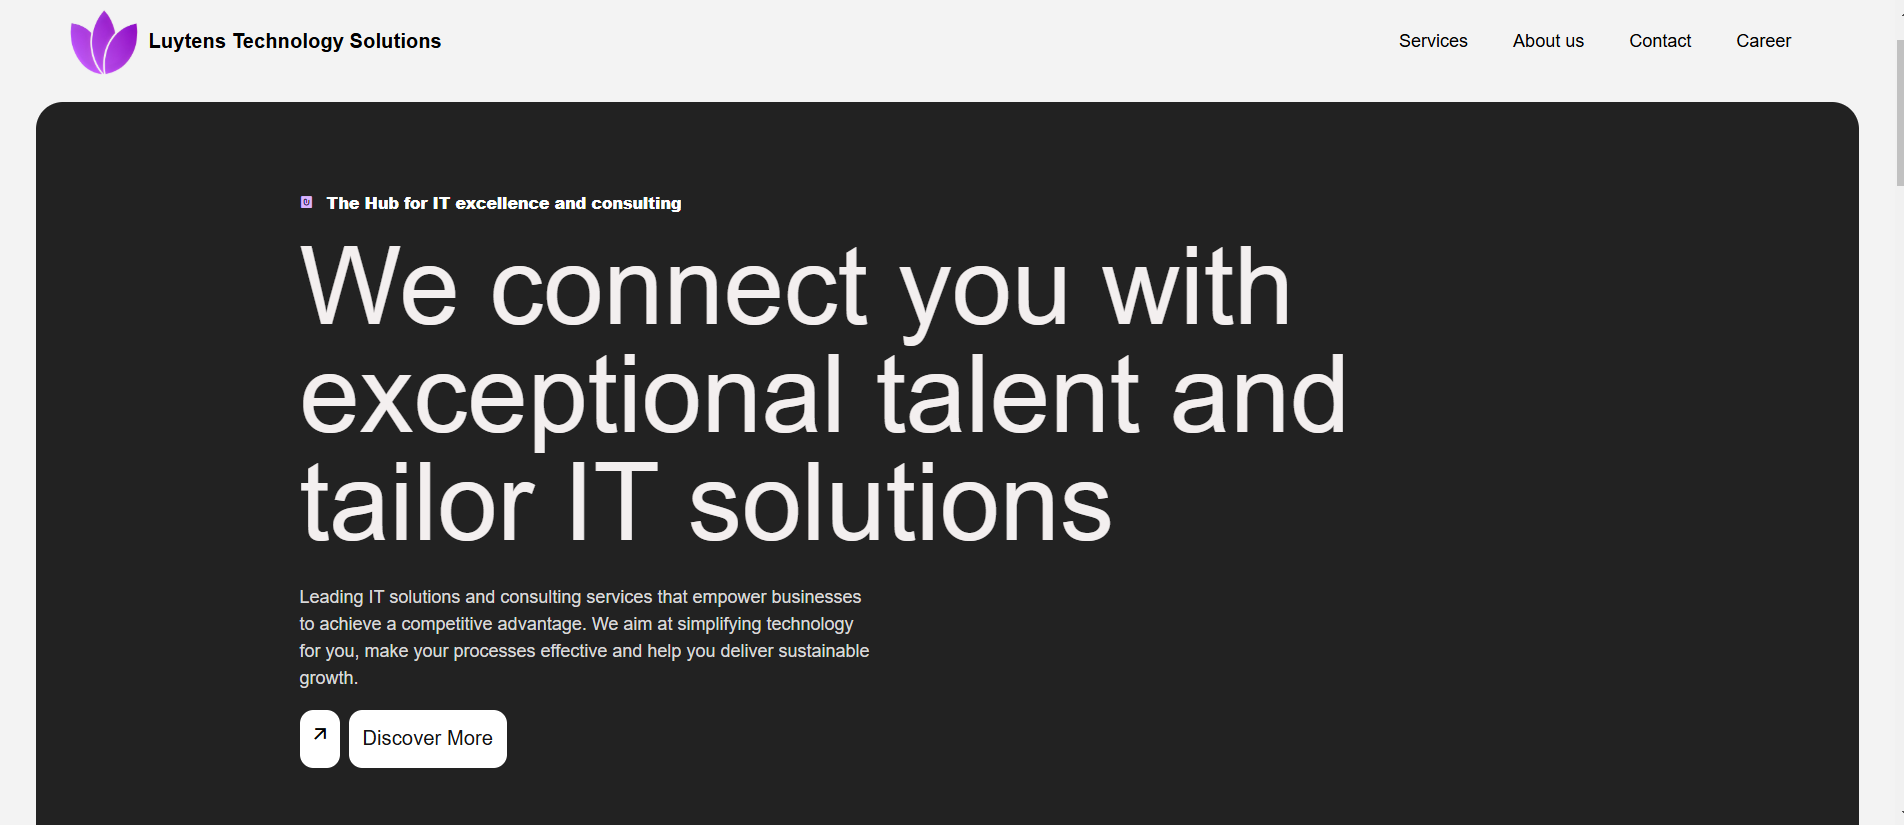 Luytens Technology Solutions
Services
About us
Contact
Career
The Hub for IT excellence and consulting
We connect you with
exceptional talent and
tailor IT solutions
Leading IT solutions and consulting services that empower businesses
to achieve a competitive advantage. We aim at simplifying technology
for you, make your processes effective and help you deliver sustainable
growth.
Discover More